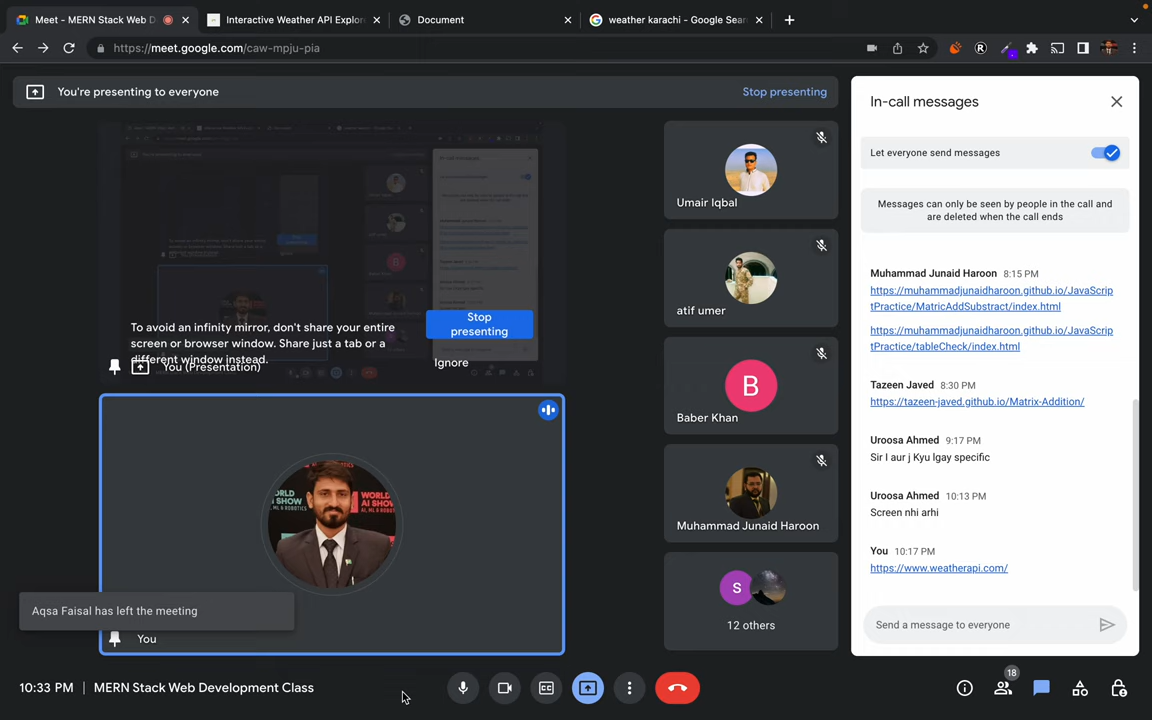 Meet - MERN Stack Web D
Interactive Weather API Explore
Document
weather karachi - Google Sear
https://meet.google.com/caw-mpju-pia
You're presenting to everyone
Stop presenting
To avoid an infinity mirror, don't share your entire
screen or browser window. Share just a tab or a
different window instead.
Stop
presenting
Ignore
You (Presentation)
You
Aqsa Faisal has left the meeting
Umair Iqbal
atif umer
B
Baber Khan
Muhammad Junaid Haroon
S
12 others
In-call messages
Let everyone send messages
Messages can only be seen by people in the call and
are deleted when the call ends
Muhammad Junaid Haroon 8:15 PM
https://muhammadjunaidharoon.github.io/JavaScrip
tPractice/MatricAddSubstract/index.html
https://muhammadjunaidharoon.github.io/JavaScrip
tPractice/tableCheck/index.html
Tazeen Javed 8:30 PM
https://tazeen-javed.github.io/Matrix-Addition/
Uroosa Ahmed 9:17 PM
Sir I aur j Kyu lgay specific
Uroosa Ahmed 10:13 PM
Screen nhi arhi
You 10:17 PM
https://www.weatherapi.com/
Send a message to everyone
10:33 PM | MERN Stack Web Development Class
18